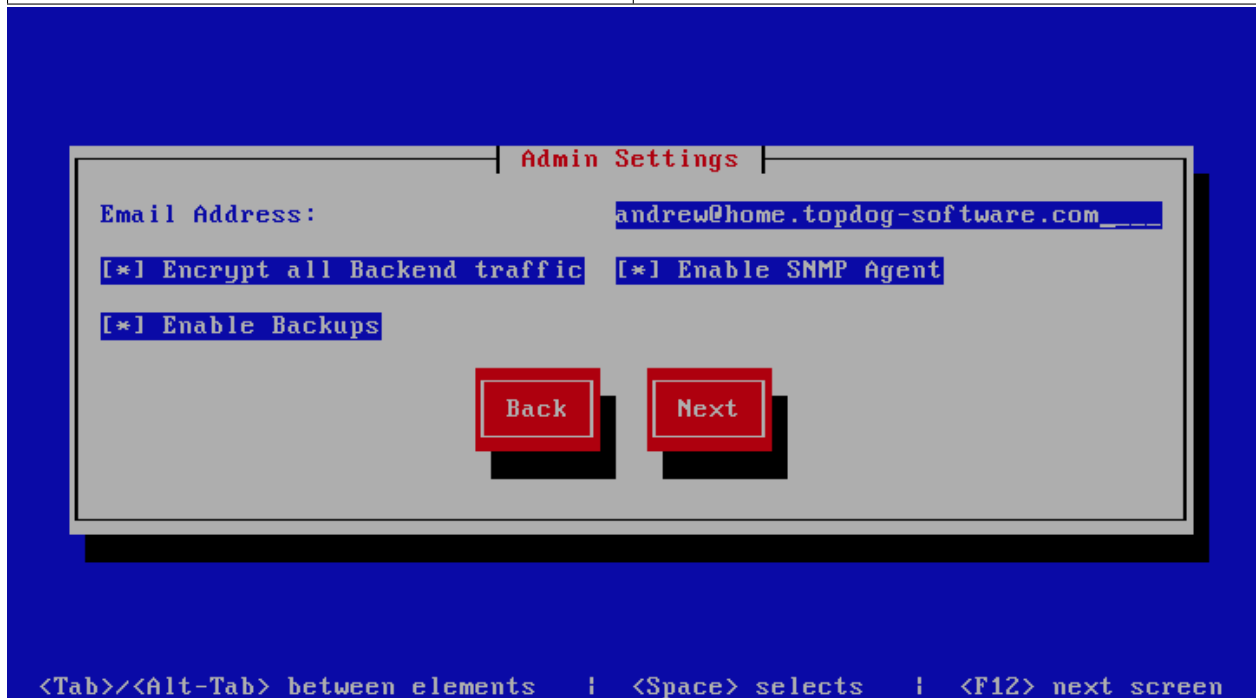 Admin Settings
Email Address: andrew@home.topdog-software.com____
[*] Encrypt all Backend traffic [*] Enable SNMP Agent
[*] Enable Backups
Back Next
<Tab>/<Alt-Tab> between elements | <Space> selects | <F12> next screen